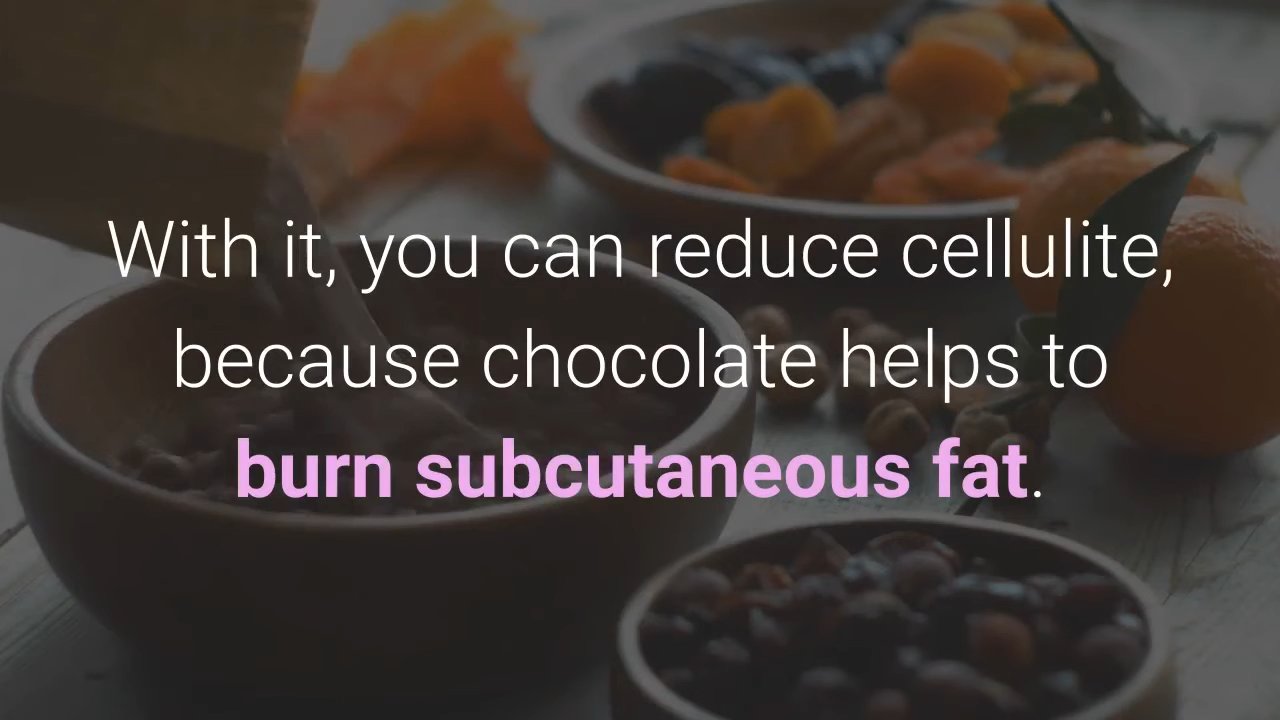 With it, you can reduce cellulite,
because chocolate helps to
burn subcutaneous fat.